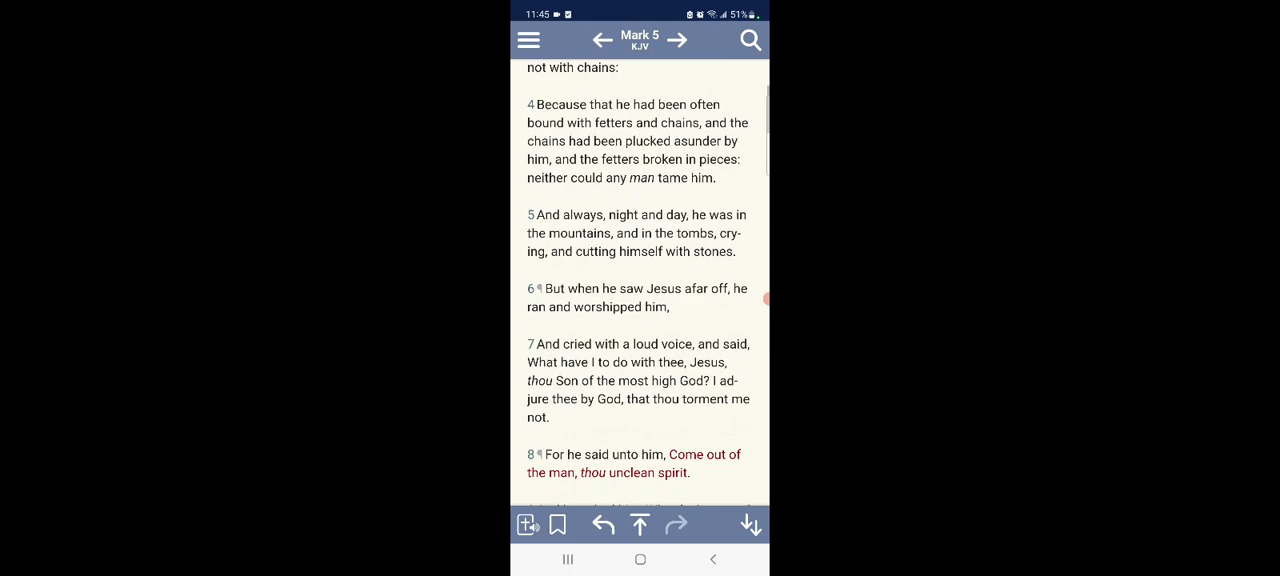 11:45 51%
Mark 5
KJV
not with chains:
4 Because that he had been often
bound with fetters and chains, and the
chains had been plucked asunder by
him, and the fetters broken in pieces:
neither could any man tame him.
5 And always, night and day, he was in
the mountains, and in the tombs, cry-
ing, and cutting himself with stones.
6 ¶ But when he saw Jesus afar off, he
ran and worshipped him,
7 And cried with a loud voice, and said,
What have I to do with thee, Jesus,
thou Son of the most high God? I ad-
jure thee by God, that thou torment me
not.
8 ¶ For he said unto him, Come out of
the man, thou unclean spirit.